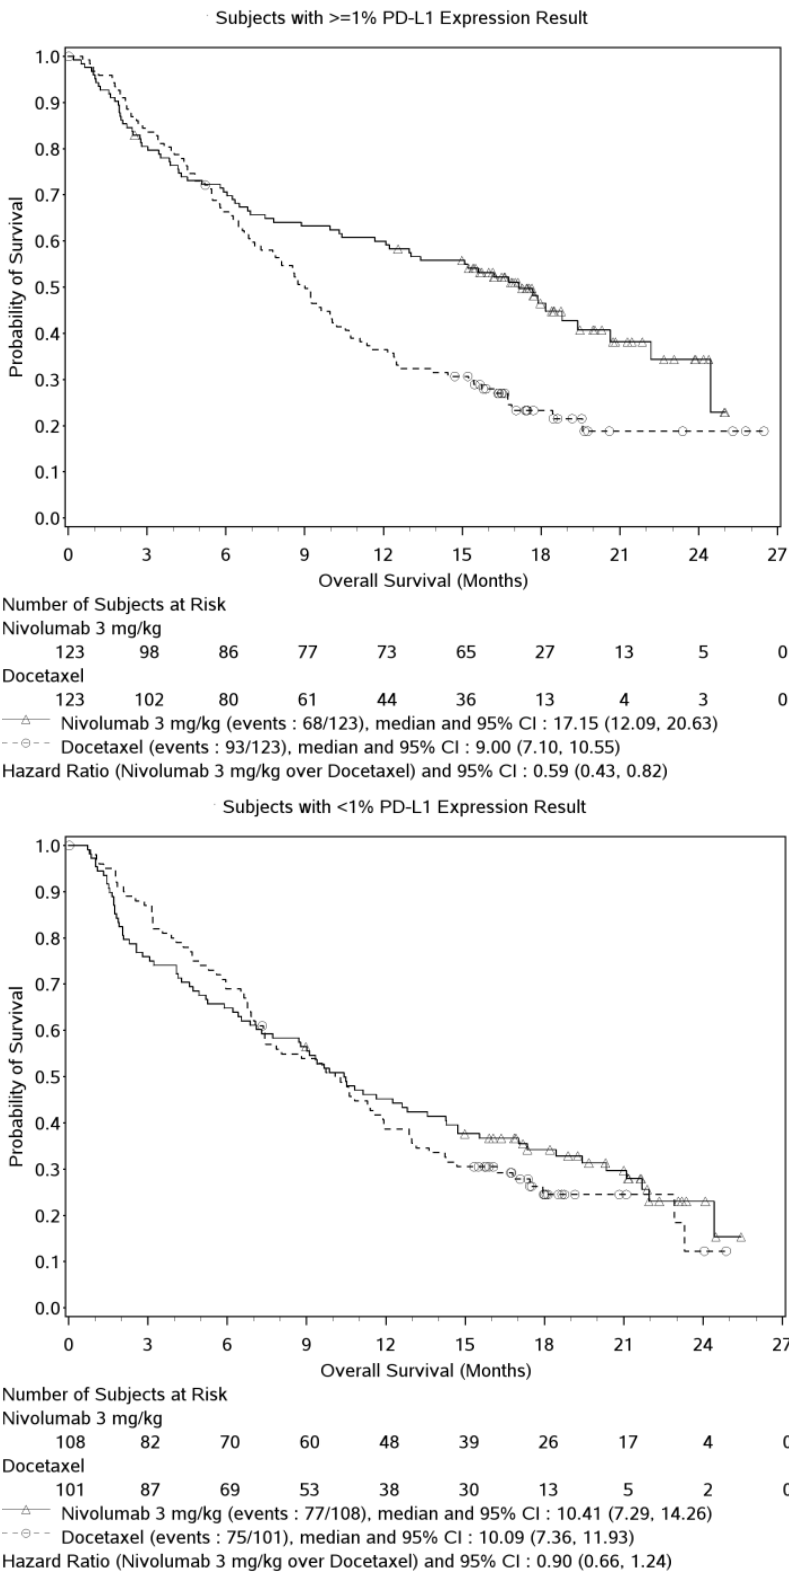 Subjects with >=1% PD-L1 Expression Result
1.0
0.9
0.8
0.7
0.6
0.5
0.4
0.3
0.2
0.1
0.0
Probability of Survival
0 3 6 9 12 15 18 21 24 27
Overall Survival (Months)
Number of Subjects at Risk
Nivolumab 3 mg/kg
123 98 86 77 73 65 27 13 5 0
Docetaxel
123 102 80 61 44 36 13 4 3 0
Nivolumab 3 mg/kg (events : 68/123), median and 95% CI : 17.15 (12.09, 20.63)
Docetaxel (events : 93/123), median and 95% CI : 9.00 (7.10, 10.55)
Hazard Ratio (Nivolumab 3 mg/kg over Docetaxel) and 95% CI : 0.59 (0.43, 0.82)
Subjects with <1% PD-L1 Expression Result
1.0
0.9
0.8
0.7
0.6
0.5
0.4
0.3
0.2
0.1
0.0
Probability of Survival
0 3 6 9 12 15 18 21 24 27
Overall Survival (Months)
Number of Subjects at Risk
Nivolumab 3 mg/kg
108 82 70 60 48 39 26 17 4 0
Docetaxel
101 87 69 53 38 30 13 5 2 0
Nivolumab 3 mg/kg (events : 77/108), median and 95% CI : 10.41 (7.29, 14.26)
Docetaxel (events : 75/101), median and 95% CI : 10.09 (7.36, 11.93)
Hazard Ratio (Nivolumab 3 mg/kg over Docetaxel) and 95% CI : 0.90 (0.66, 1.24)